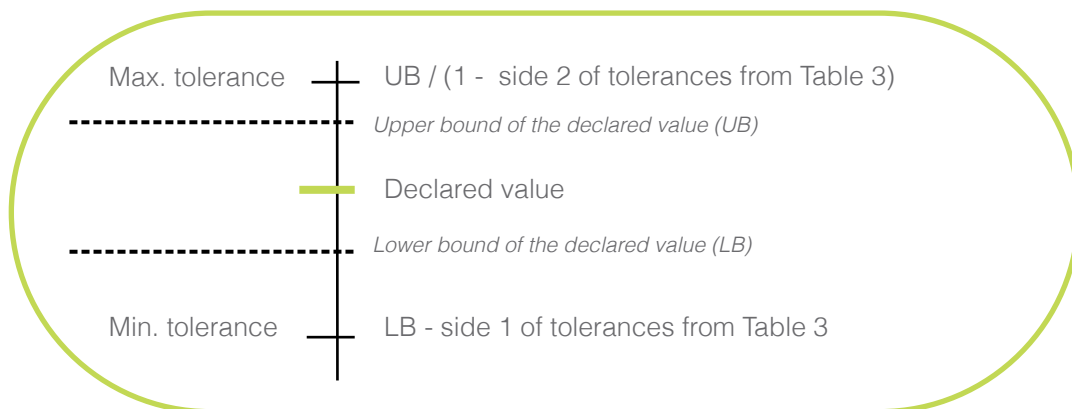 Max. tolerance UB / (1 - side 2 of tolerances from Table 3)
Upper bound of the declared value (UB)
Declared value
Lower bound of the declared value (LB)
Min. tolerance LB - side 1 of tolerances from Table 3